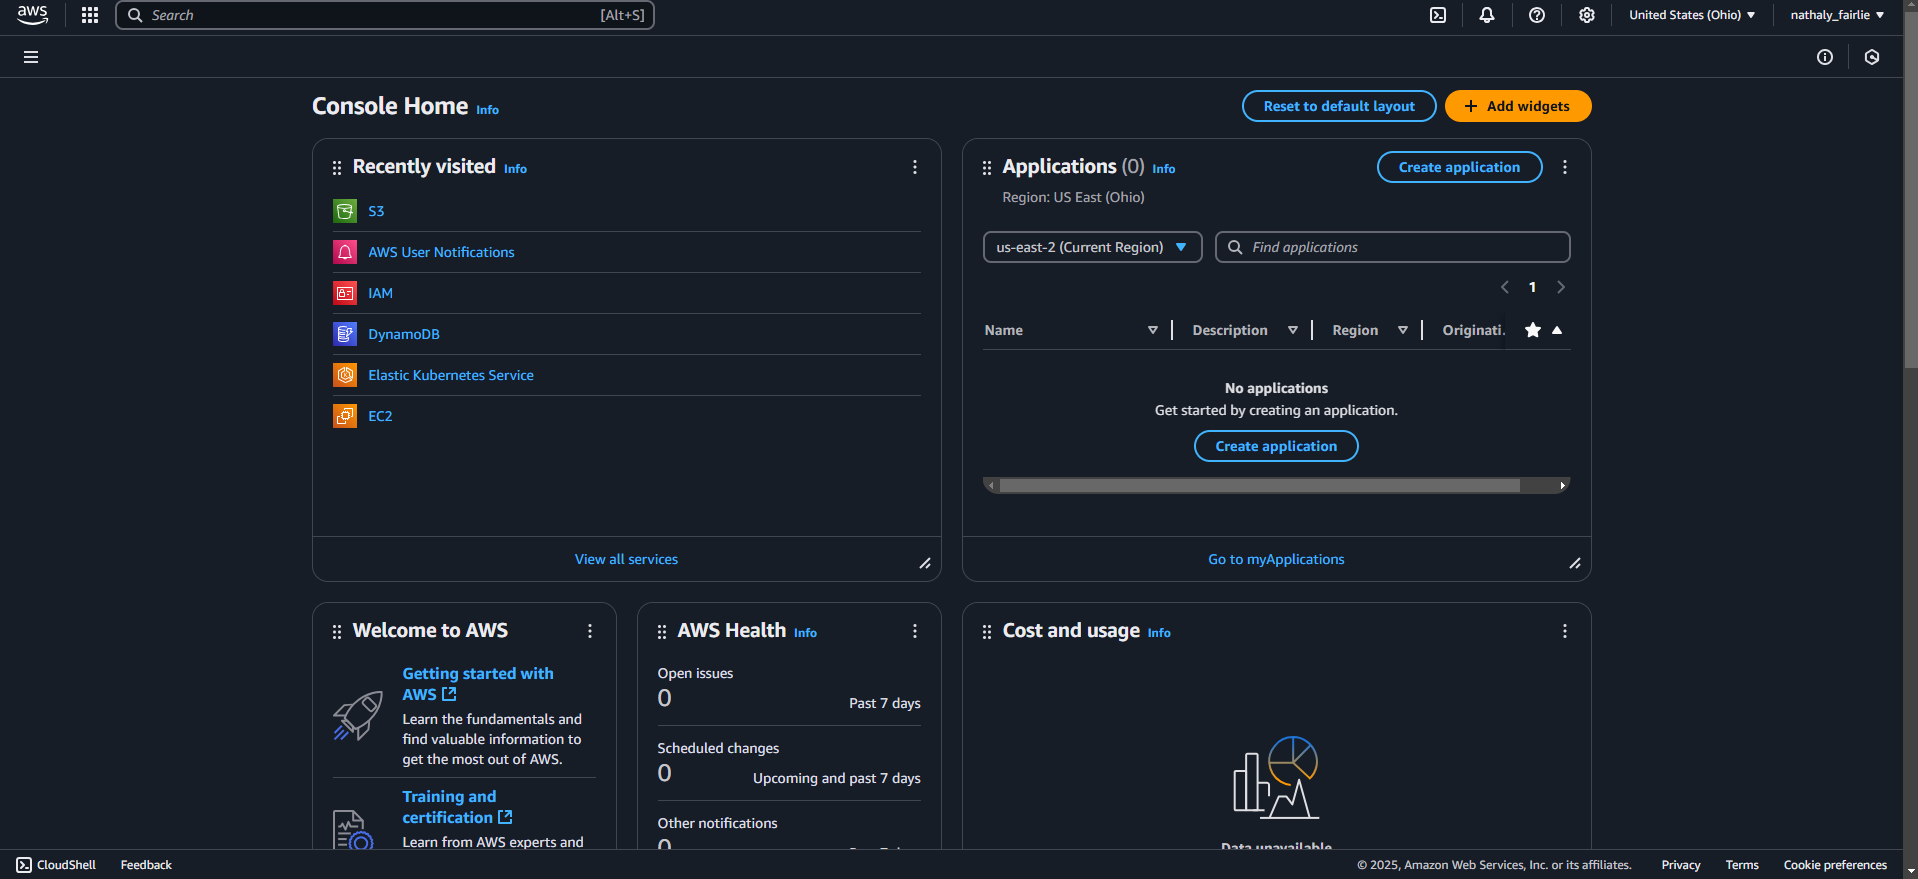 aws
Search [Alt+S]
United States (Ohio)
nathaly_fairlie
Console Home Info
Reset to default layout
Add widgets
Recently visited Info
S3
AWS User Notifications
IAM
DynamoDB
Elastic Kubernetes Service
EC2
View all services
Applications (0) Info
Create application
Region: US East (Ohio)
us-east-2 (Current Region)
Find applications
1
Name Description Region Originati.
No applications
Get started by creating an application.
Create application
Go to myApplications
Welcome to AWS
Getting started with
AWS
Learn the fundamentals and
find valuable information to
get the most out of AWS.
Training and
certification
Learn from AWS experts and
AWS Health Info
Open issues
0
Past 7 days
Scheduled changes
0
Upcoming and past 7 days
Other notifications
0
Cost and usage Info
Data unavailable
CloudShell
Feedback
© 2025, Amazon Web Services, Inc. or its affiliates.
Privacy
Terms
Cookie preferences